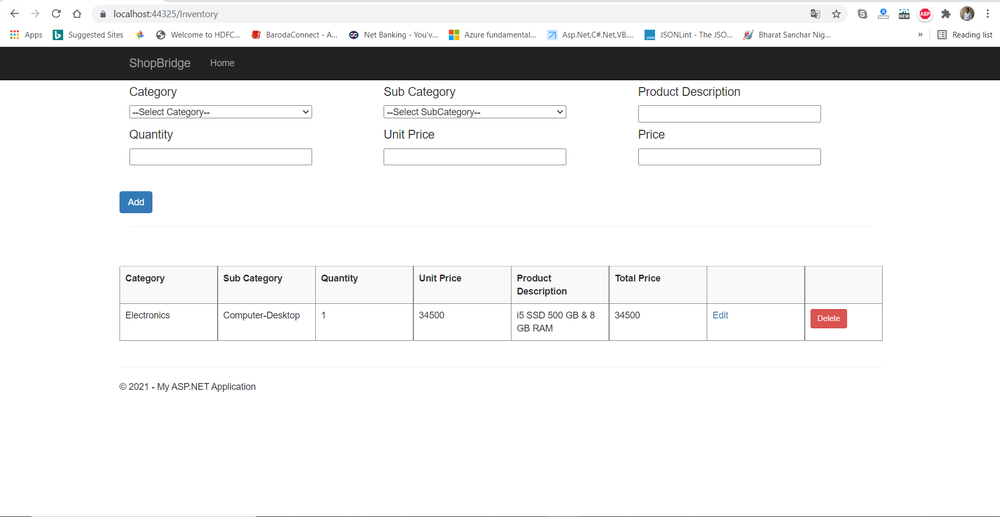 localhost:44325/Inventory
NEW
ABP
Apps
Suggested Sites
Welcome to HDFC...
BarodaConnect - A...
Net Banking - You'v...
Azure fundamental...
Asp.Net,C#.Net,VB....
JSON
JSONLint - The JSO...
Bharat Sanchar Nig...
»
Reading list
ShopBridge
Home
Category
Sub Category
Product Description
--Select Category--
--Select SubCategory--
Quantity
Unit Price
Price
Add
Category
Sub Category
Quantity
Unit Price
Product
Description
Total Price
Electronics
Computer-Desktop
1
34500
i5 SSD 500 GB & 8
GB RAM
34500
Edit
Delete
© 2021 - My ASP.NET Application